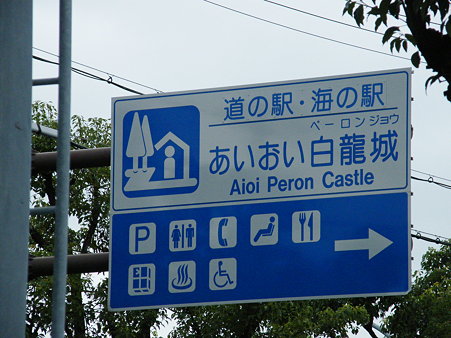 道の駅・海の駅
ペーロンジョウ
あいおい白龍城
Aioi Peron Castle
P